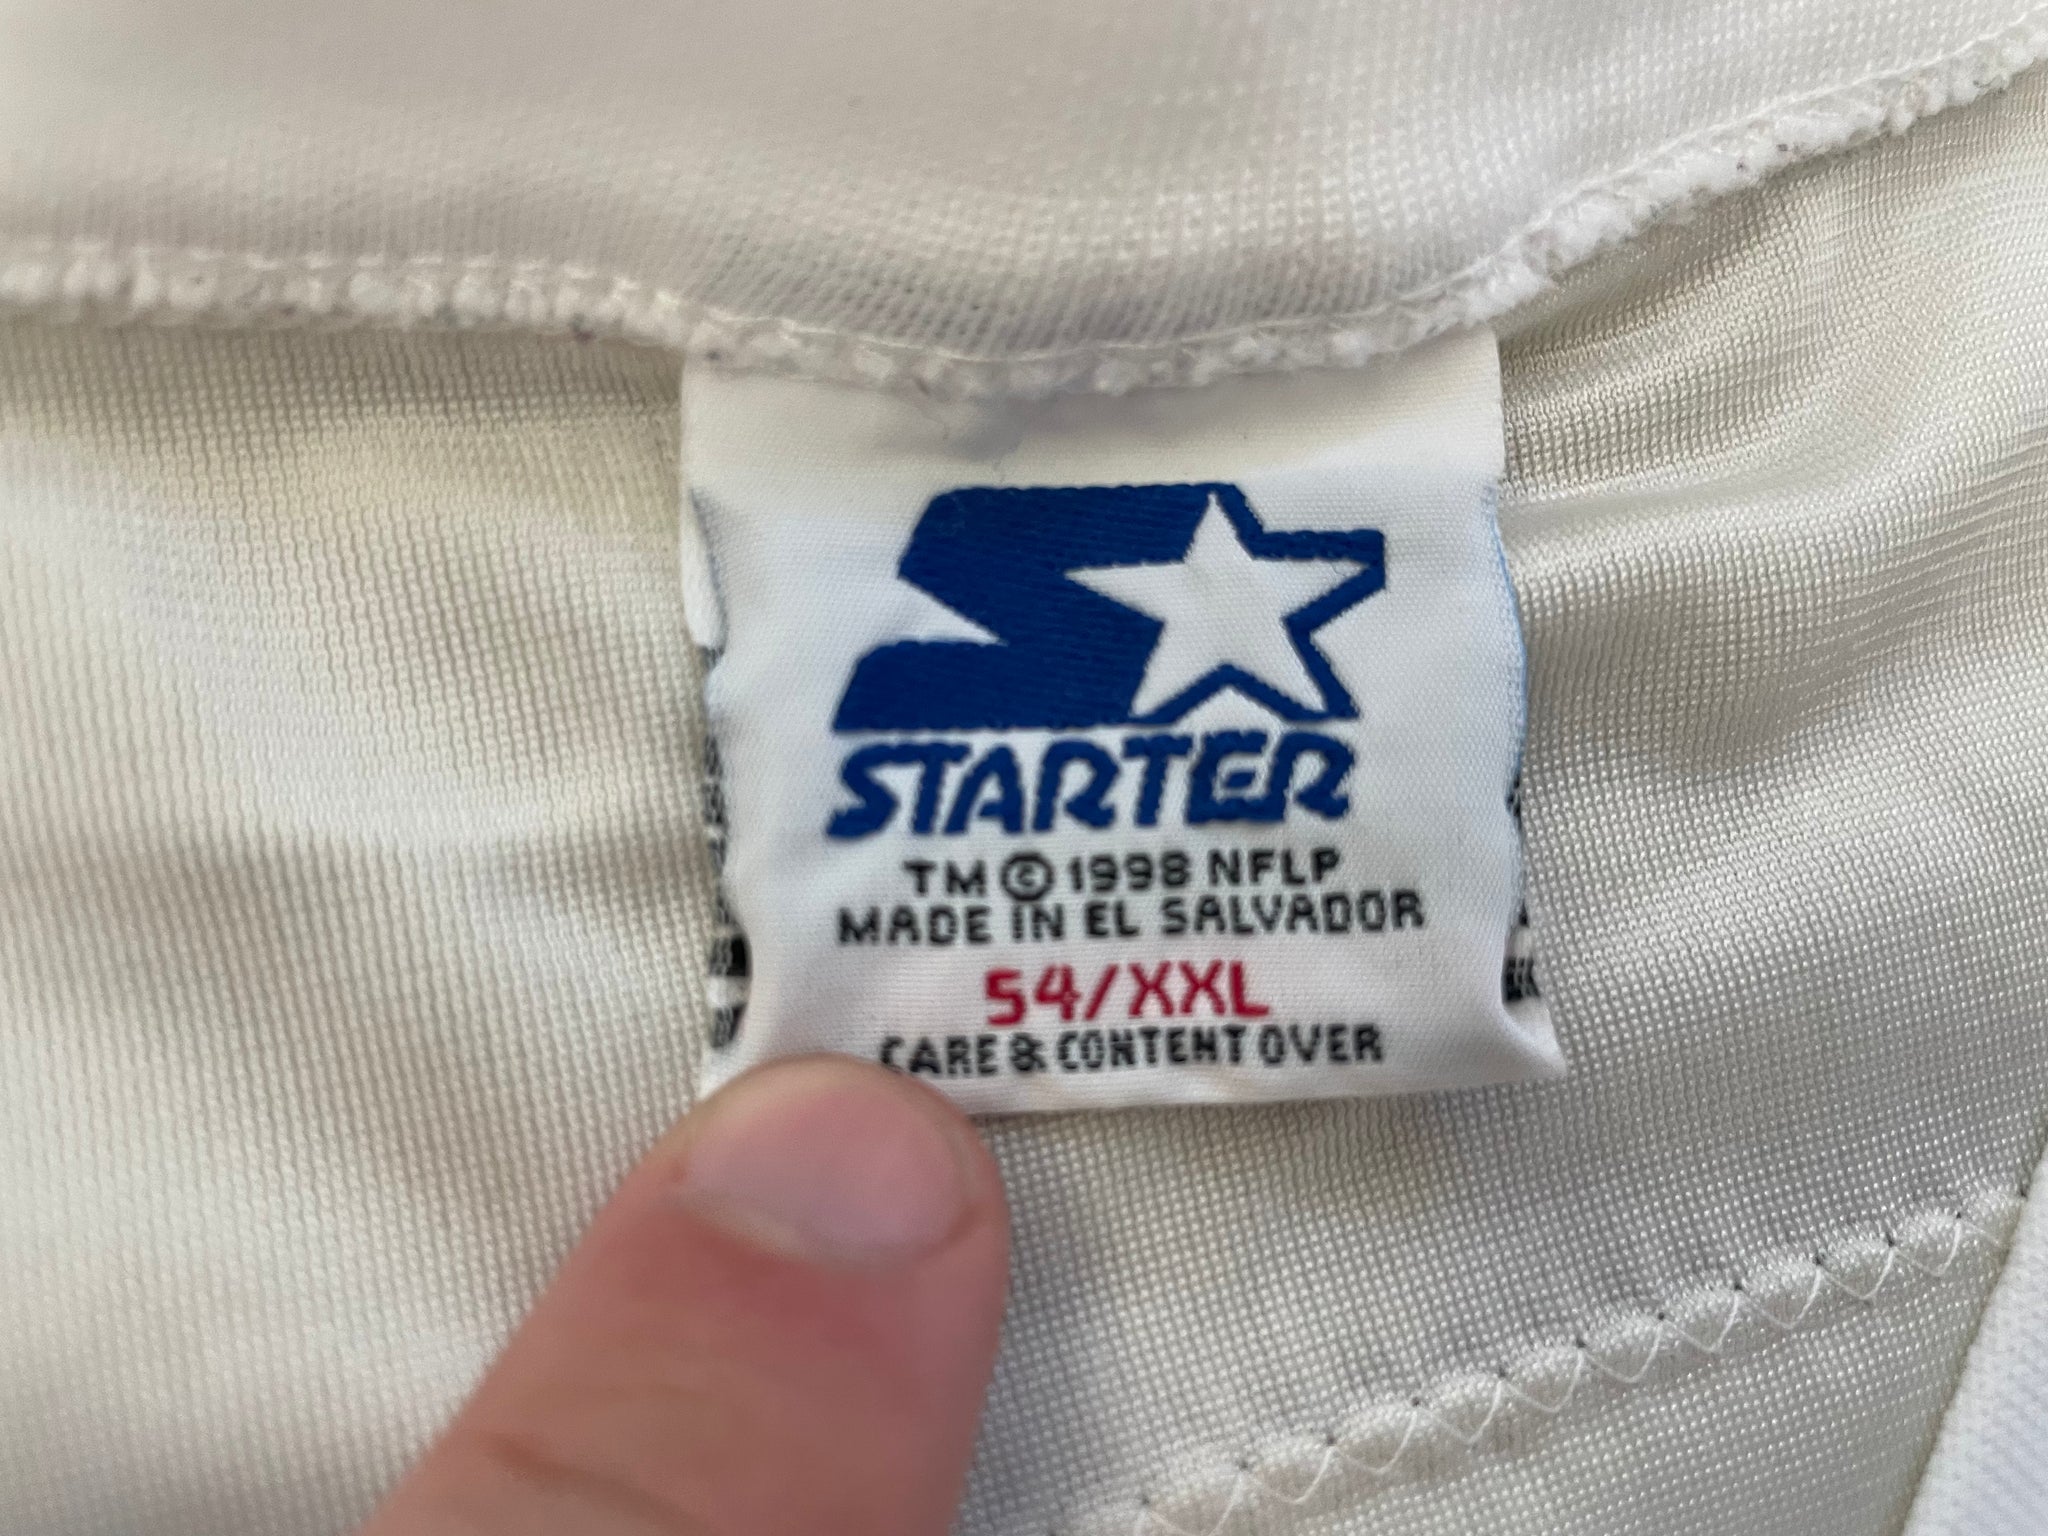 STARTER
TM © 1998 NFLP
MADE IN EL SALVADOR
54/XXL
CARE & CONTENT OVER